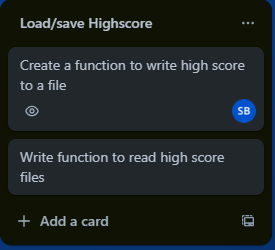 Load/save Highscore
Create a function to write high score
to a file
SB
Write function to read high score
files
Add a card